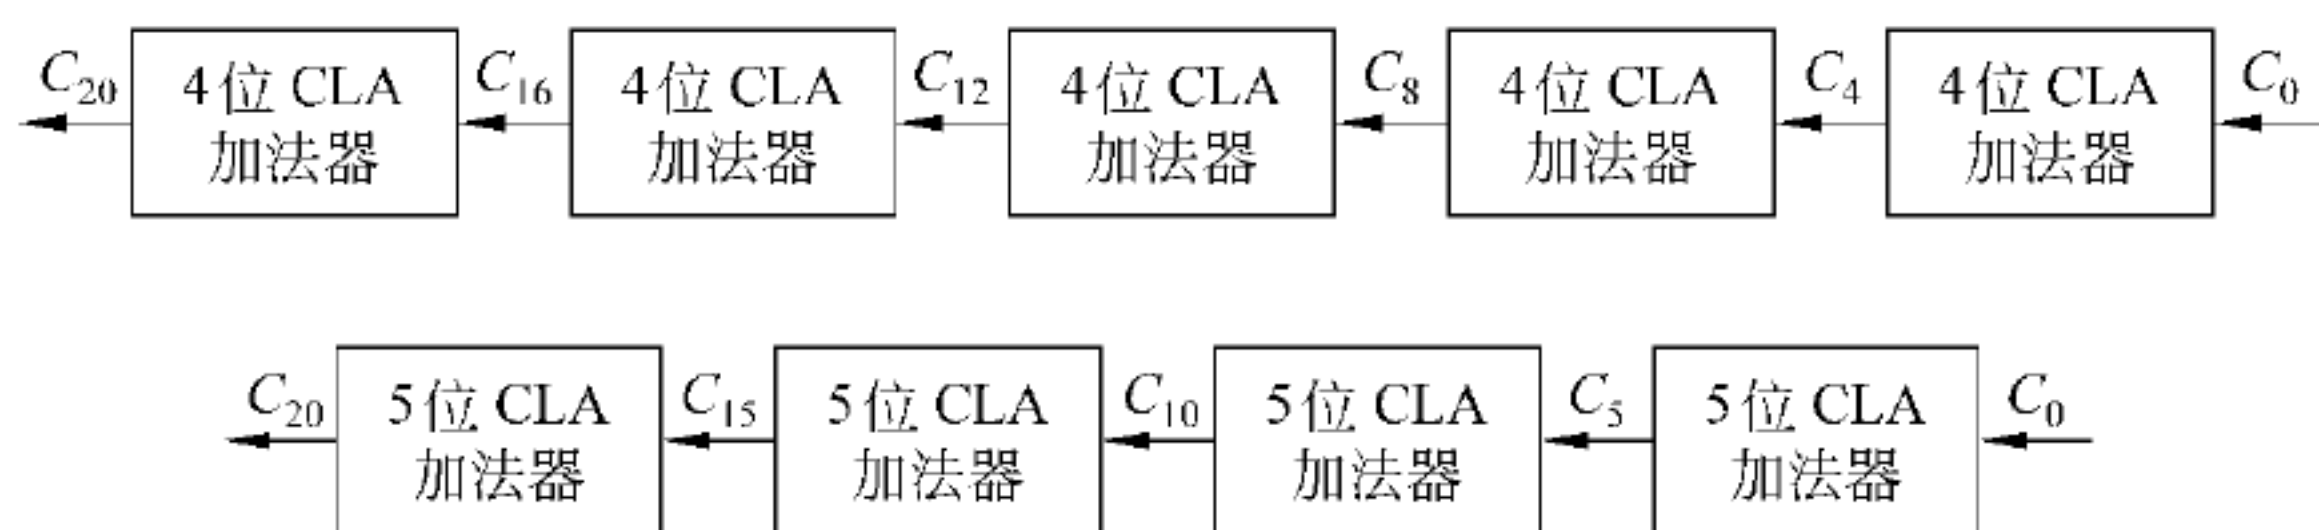 C₂₀ 4位 CLA 加法器 C₁₆ 4位 CLA 加法器 C₁₂ 4位 CLA 加法器 C₈ 4位 CLA 加法器 C₄ 4位 CLA 加法器 C₀
C₂₀ 5位 CLA 加法器 C₁₅ 5位 CLA 加法器 C₁₀ 5位 CLA 加法器 C₅ 5位 CLA 加法器 C₀